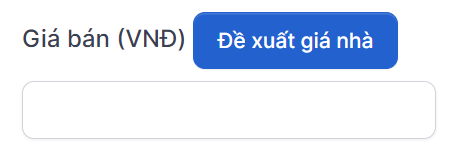 Giá bán (VNĐ) Đề xuất giá nhà